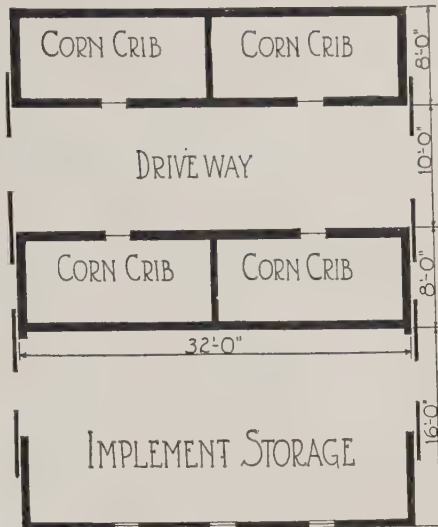 CORN CRIB CORN CRIB
8'-0"
DRIVEWAY
10'-0"
CORN CRIB CORN CRIB
8'-0"
32'-0"
16'-0"
IMPLEMENT STORAGE